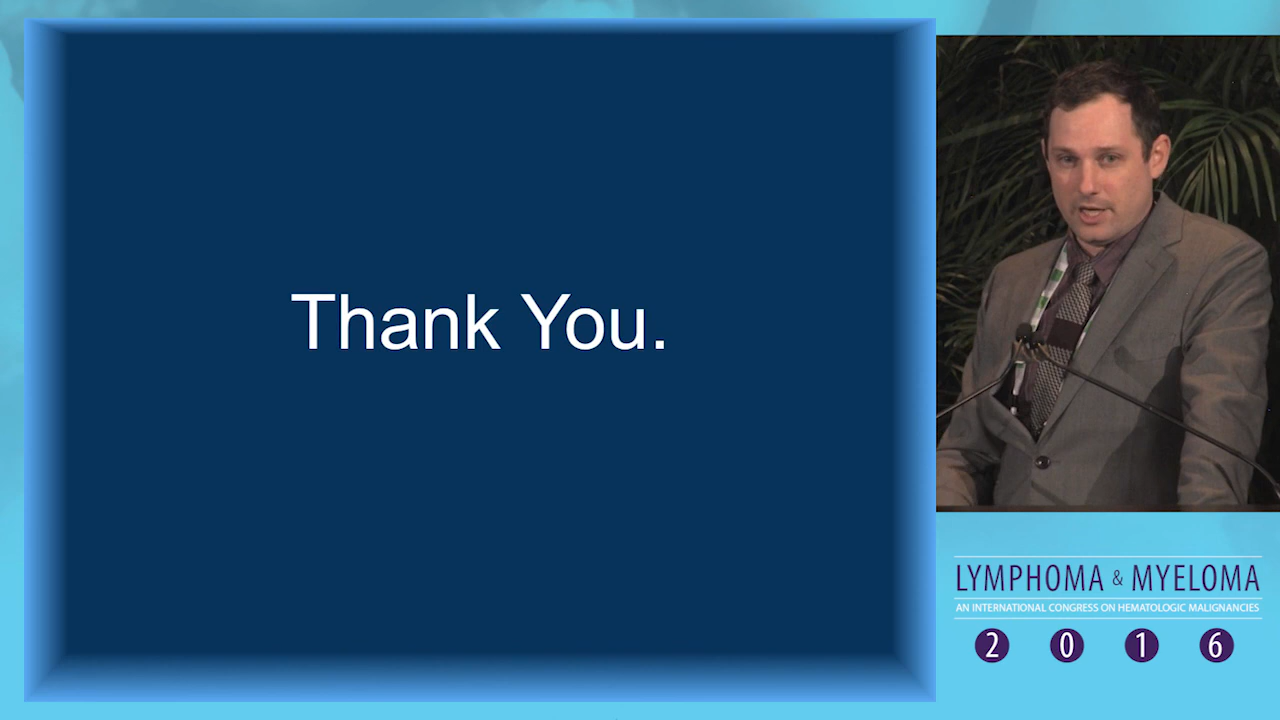 Thank You.
LYMPHOMA & MYELOMA
AN INTERNATIONAL CONGRESS ON HEMATOLOGIC MALIGNANCIES
2 0 1 6